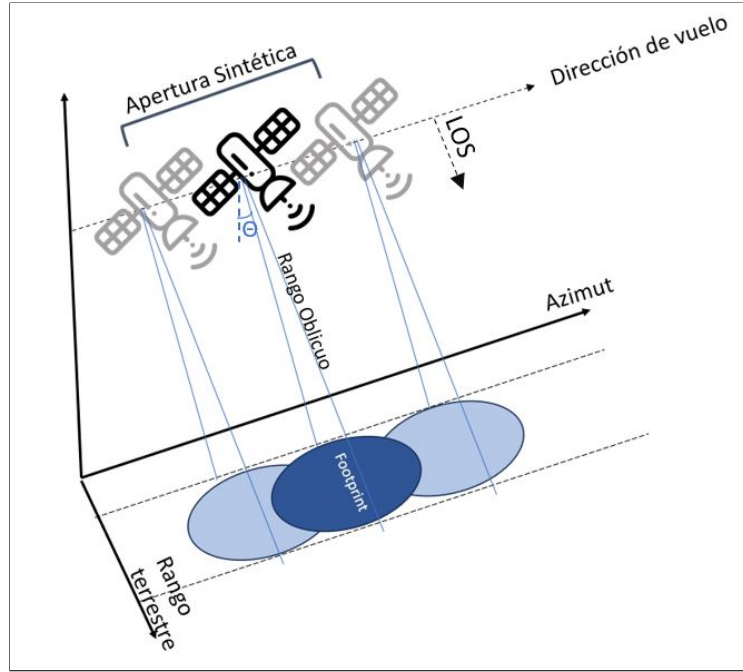 Apertura Sintética
Dirección de vuelo
LOS
Θ
Rango Oblicuo
Azimut
Footprint
Rango
terrestre